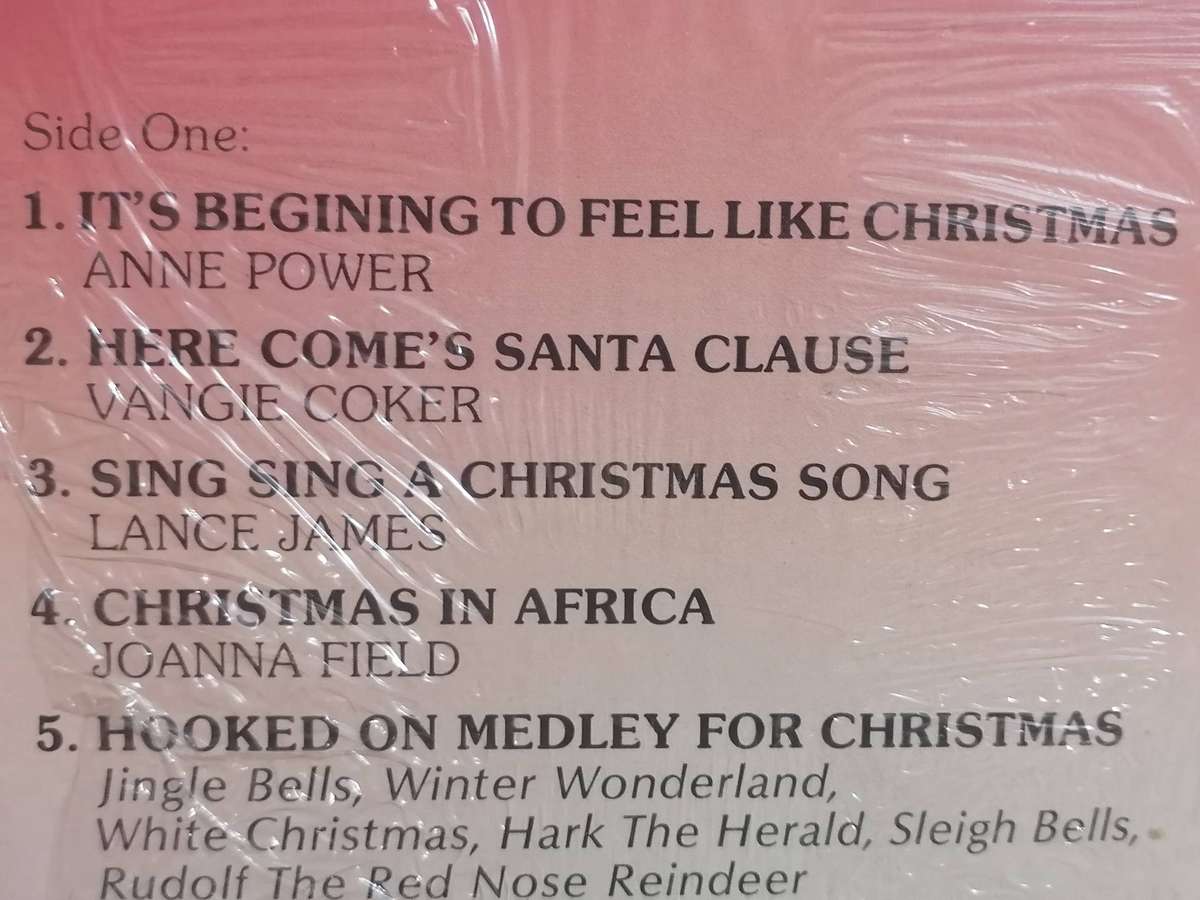 Side One:
1. IT'S BEGINING TO FEEL LIKE CHRISTMAS
ANNE POWER
2. HERE COME'S SANTA CLAUSE
VANGIE COKER
3. SING SING A CHRISTMAS SONG
LANCE JAMES
4. CHRISTMAS IN AFRICA
JOANNA FIELD
5. HOOKED ON MEDLEY FOR CHRISTMAS
Jingle Bells, Winter Wonderland,
White Christmas, Hark The Herald, Sleigh Bells,
Rudolf The Red Nose Reindeer